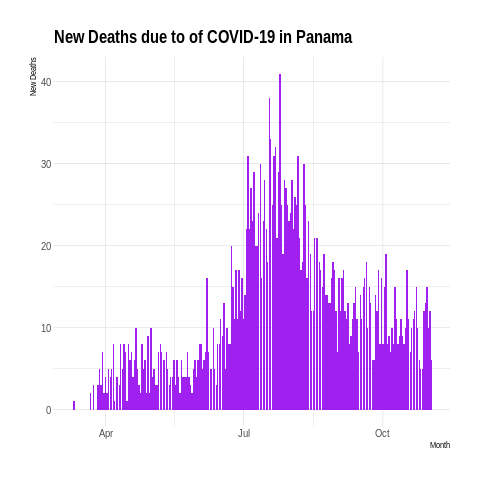 New Deaths due to of COVID-19 in Panama
New Deaths
40
30
20
10
0
Apr
Jul
Oct
Month